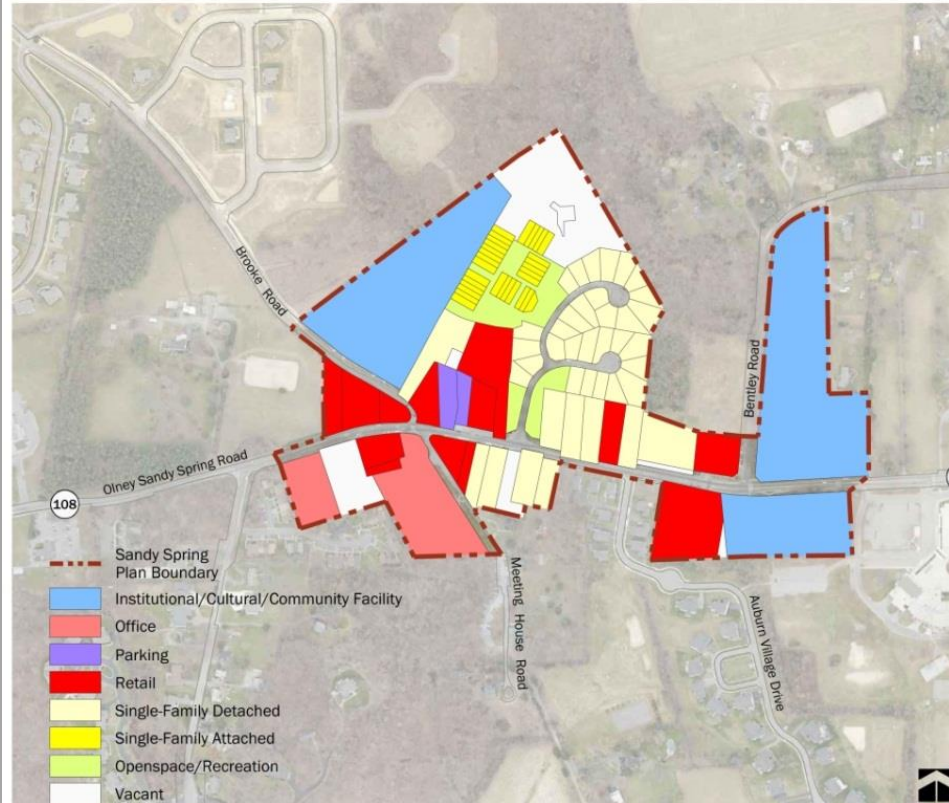 Brooke Road
Bentley Road
Olney Sandy Spring Road
108
Meeting House Road
Auburn Village Drive
Sandy Spring
Plan Boundary
Institutional/Cultural/Community Facility
Office
Parking
Retail
Single-Family Detached
Single-Family Attached
Openspace/Recreation
Vacant